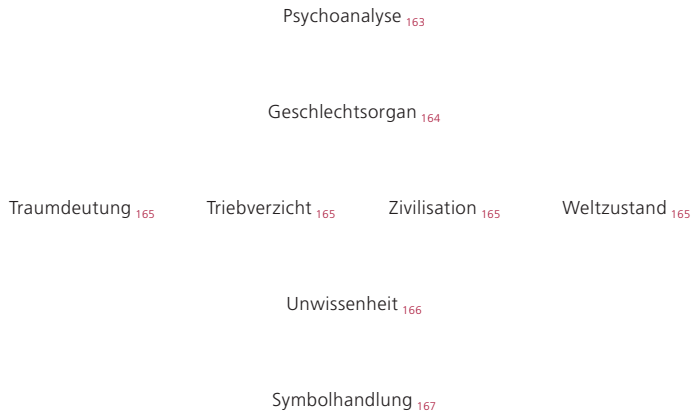 Psychoanalyse 163
Geschlechtsorgan 164
Traumdeutung 165 Triebverzicht 165 Zivilisation 165 Weltzustand 165
Unwissenheit 166
Symbolhandlung 167